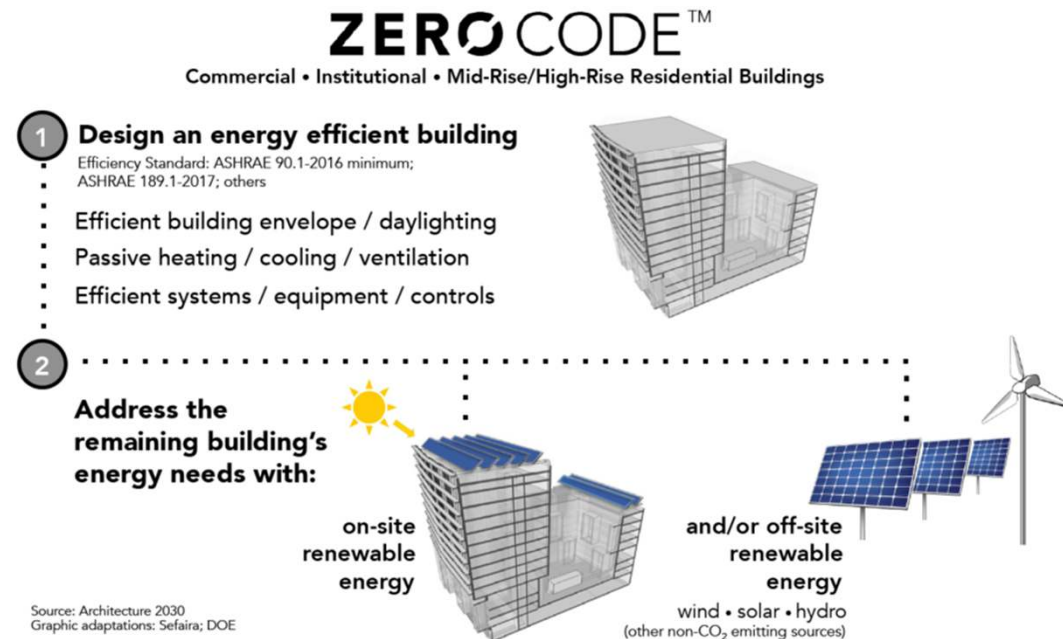 ZERO CODE™
Commercial • Institutional • Mid-Rise/High-Rise Residential Buildings
1 Design an energy efficient building
Efficiency Standard: ASHRAE 90.1-2016 minimum;
ASHRAE 189.1-2017; others
Efficient building envelope / daylighting
Passive heating / cooling / ventilation
Efficient systems / equipment / controls
2
Address the
remaining building’s
energy needs with:
on-site
renewable
energy
and/or off-site
renewable
energy
wind • solar • hydro
(other non-CO₂ emitting sources)
Source: Architecture 2030
Graphic adaptations: Sefaira; DOE